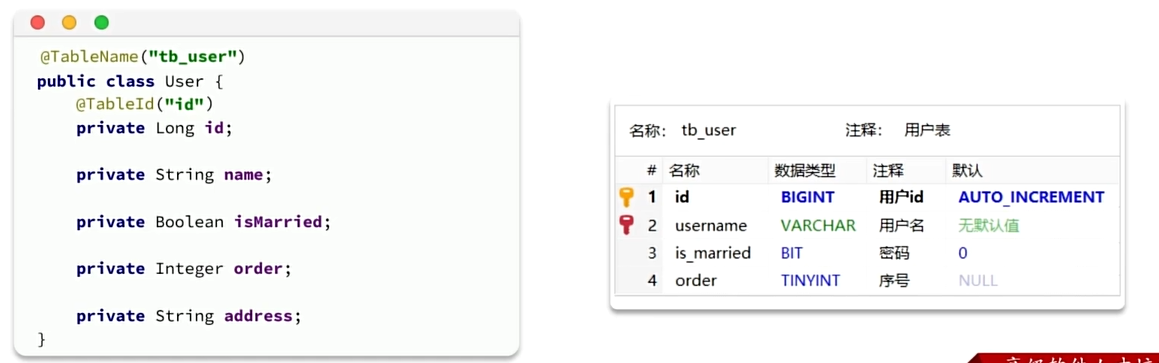 @TableName("tb_user")
public class User {
@TableId("id")
private Long id;
private String name;
private Boolean isMarried;
private Integer order;
private String address;
}
名称： tb_user 注释： 用户表
# 名称 数据类型 注释 默认
1 id BIGINT 用户id AUTO_INCREMENT
2 username VARCHAR 用户名 无默认值
3 is_married BIT 密码 0
4 order TINYINT 序号 NULL